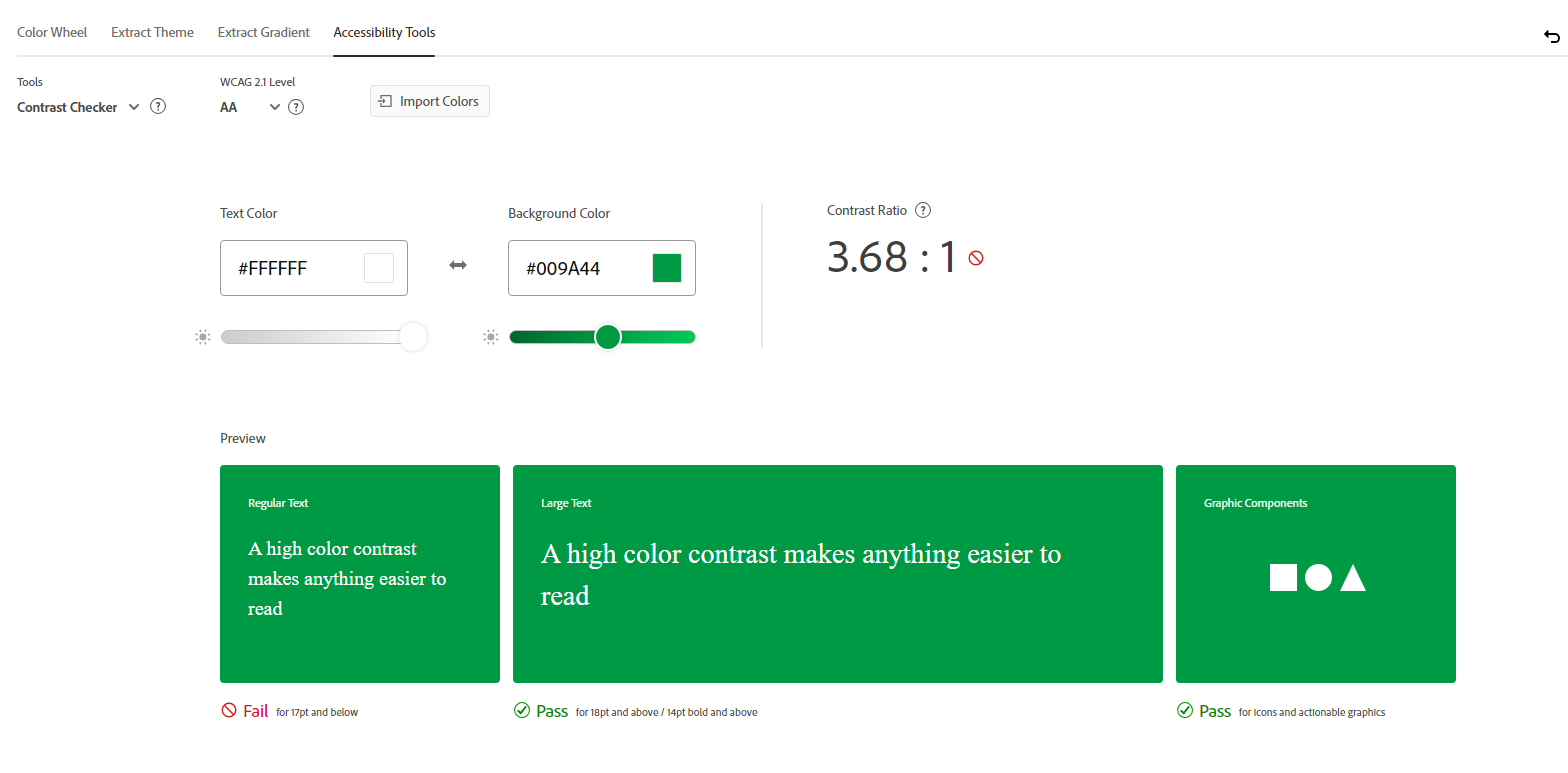 Color Wheel Extract Theme Extract Gradient Accessibility Tools
Tools
Contrast Checker
WCAG 2.1 Level
AA
Import Colors
Text Color
#FFFFFF
Background Color
#009A44
Contrast Ratio
3.68 : 1
Preview
Regular Text
A high color contrast
makes anything easier to
read
Fail for 17pt and below
Large Text
A high color contrast makes anything easier to
read
Pass for 18pt and above / 14pt bold and above
Graphic Components
Pass for icons and actionable graphics